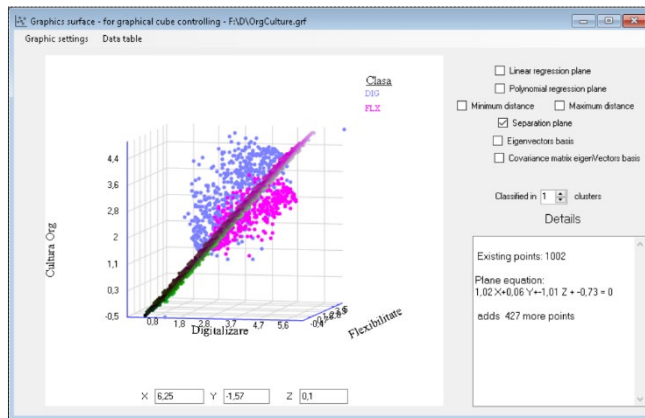 Graphics surface - for graphical cube controlling - F:\D\OrgCulture.grf
Graphic settings Data table
Clasa
DIG
FLX
Linear regression plane
Polynomial regression plane
Minimum distance Maximum distance
Separation plane
Eigenvectors basis
Covariance matrix eigenVectors basis
Classified in 1 clusters
Details
Existing points: 1002
Plane equation:
1,02 X+0,06 Y+-1,01 Z + -0,73 = 0
adds 427 more points
4,4
3,6
2,8
2
1,1
0,3
-0,5
Cultura Org
0,8 1,8 2,8 3,7 4,7 5,6
Digitalizare
Flexibilitate
X 6,25 Y -1,57 Z 0,1